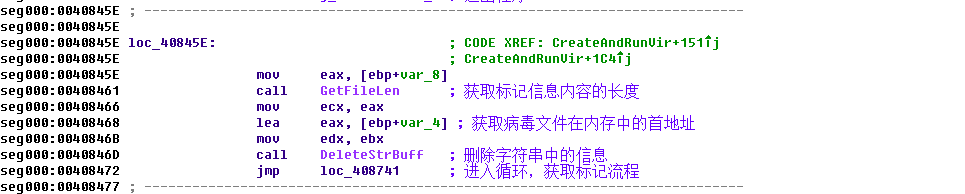 seg000:0040845E ; ---------------------------------------------------------------------------
seg000:0040845E
seg000:0040845E loc_40845E: ; CODE XREF: CreateAndRunVir+151↑j
seg000:0040845E ; CreateAndRunVir+1C4↑j
seg000:0040845E mov eax, [ebp+var_8]
seg000:00408461 call GetFileLen ; 获取标记信息内容的长度
seg000:00408466 mov ecx, eax
seg000:00408468 lea eax, [ebp+var_4] ; 获取病毒文件在内存中的首地址
seg000:0040846B mov edx, ebx
seg000:0040846D call DeleteStrBuff ; 删除字符串中的信息
seg000:00408472 jmp loc_408741 ; 进入循环, 获取标记流程
seg000:00408477 ; ---------------------------------------------------------------------------